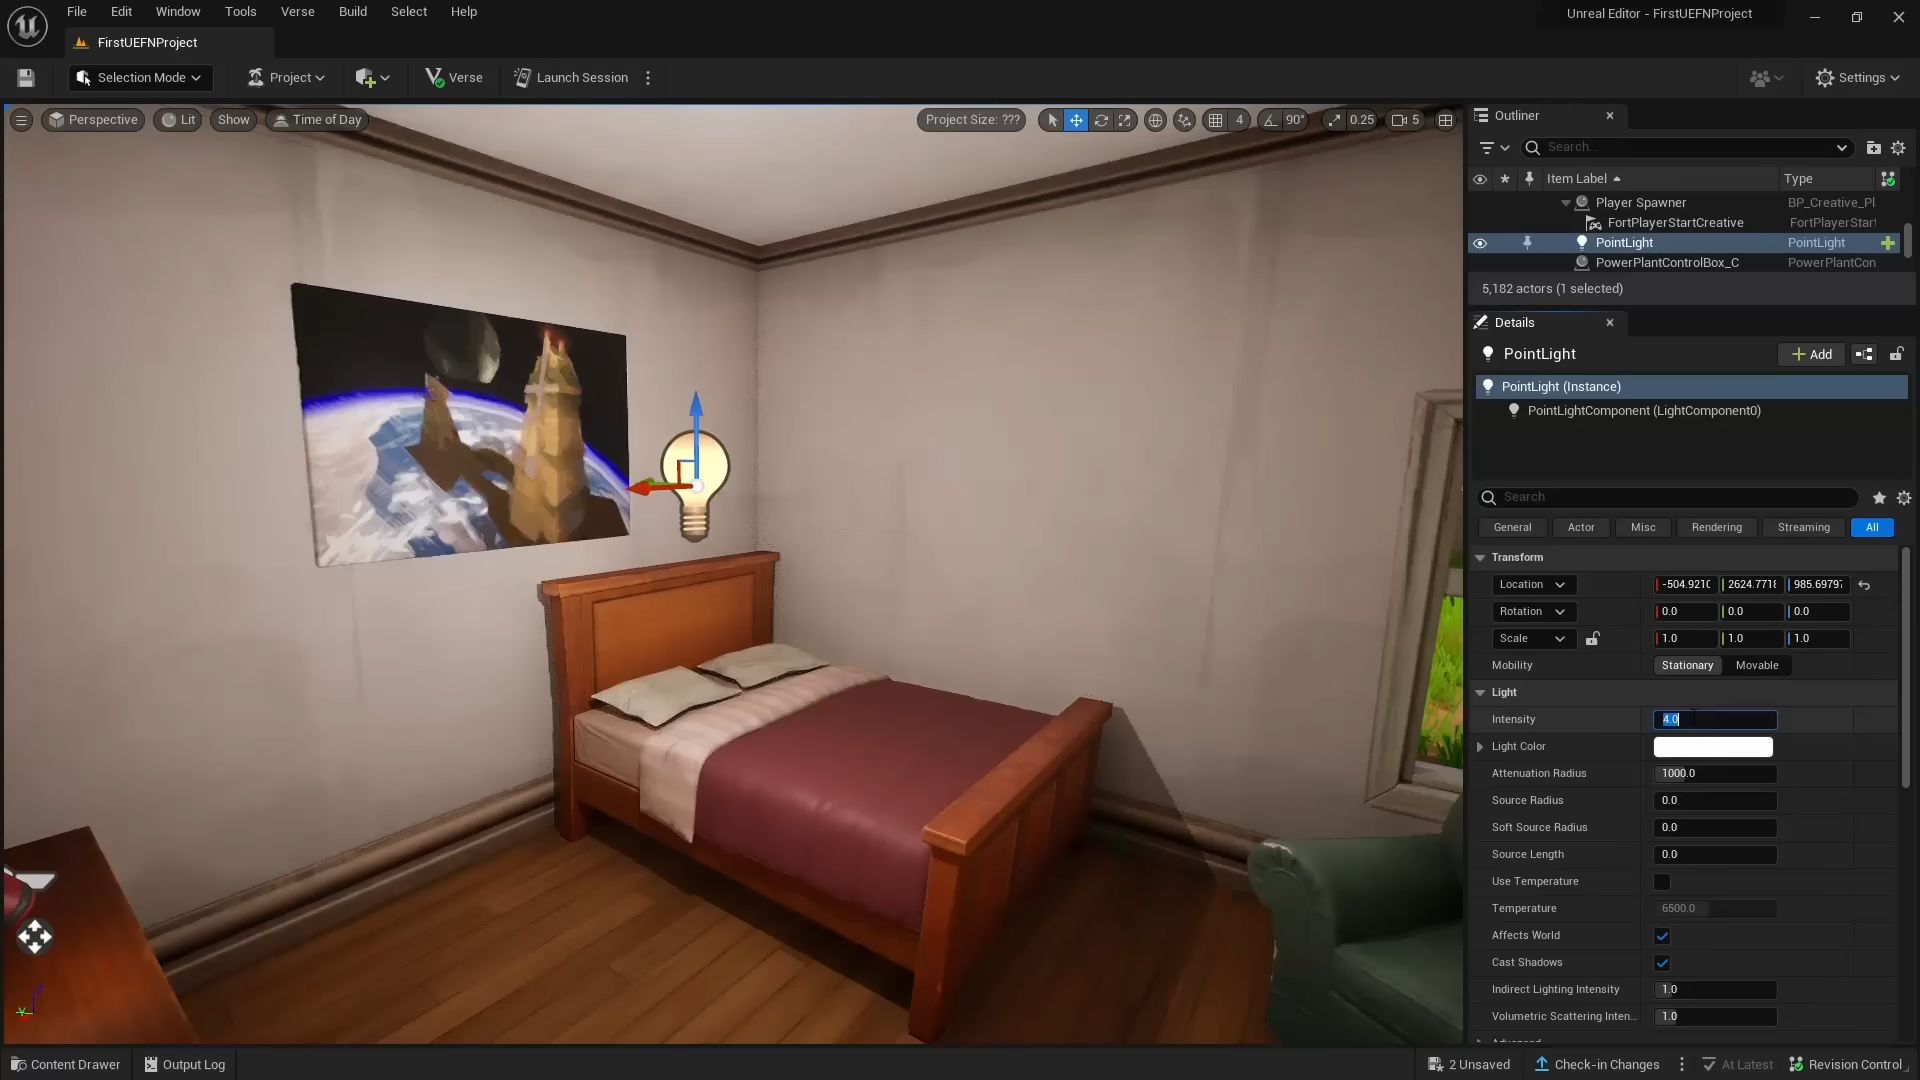 File Edit Window Tools Verse Build Select Help
Unreal Editor - FirstUEFNProject
FirstUEFNProject
Selection Mode Project Verse Launch Session Settings
Perspective Lit Show Time of Day Project Size: ??? 4 90° 0.25 5
Outliner
Search...
Item Label Type
Player Spawner BP_Creative_Pl
FortPlayerStartCreative FortPlayerStart
PointLight PointLight
PowerPlantControlBox_C PowerPlantCon
5,182 actors (1 selected)
Details
PointLight Add
PointLight (Instance)
PointLightComponent (LightComponent0)
Search
General Actor Misc Rendering Streaming All
Transform
Location -504.921 2624.771 985.6979
Rotation 0.0 0.0 0.0
Scale 1.0 1.0 1.0
Mobility Stationary Movable
Light
Intensity 4.0
Light Color
Attenuation Radius 1000.0
Source Radius 0.0
Soft Source Radius 0.0
Source Length 0.0
Use Temperature
Temperature 6500.0
Affects World
Cast Shadows
Indirect Lighting Intensity 1.0
Volumetric Scattering Inten... 1.0
Content Drawer Output Log 2 Unsaved Check-in Changes At Latest Revision Control